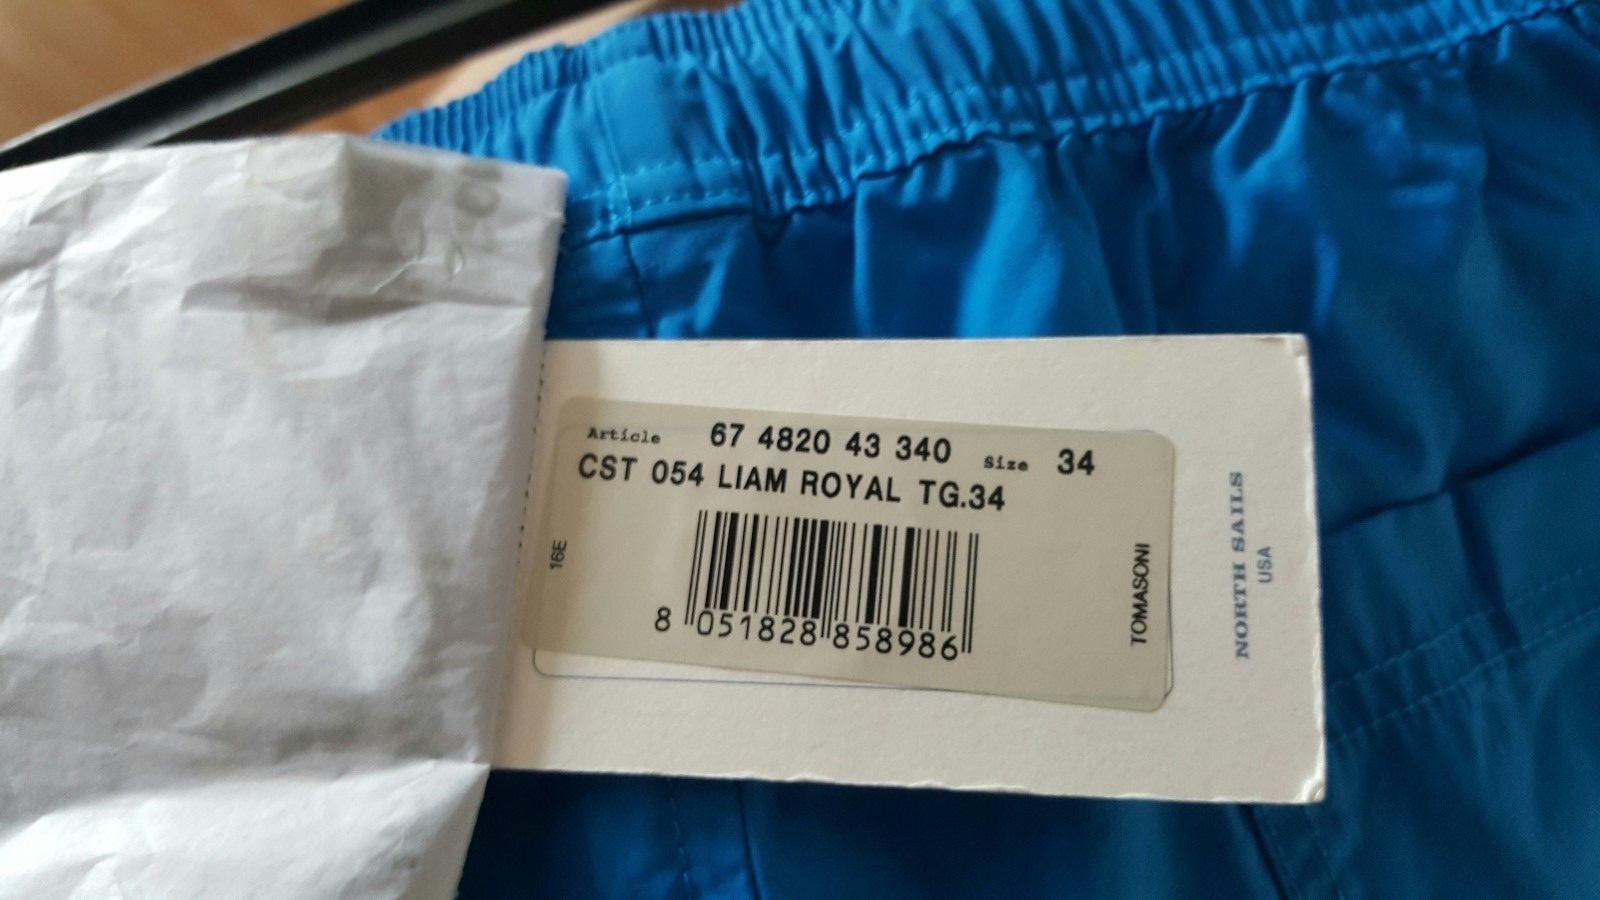 Article 67 4820 43 340 Size 34
CST 054 LIAM ROYAL TG.34
16E
8 051828 858986
TOMASONI
NORTH SAILS
USA